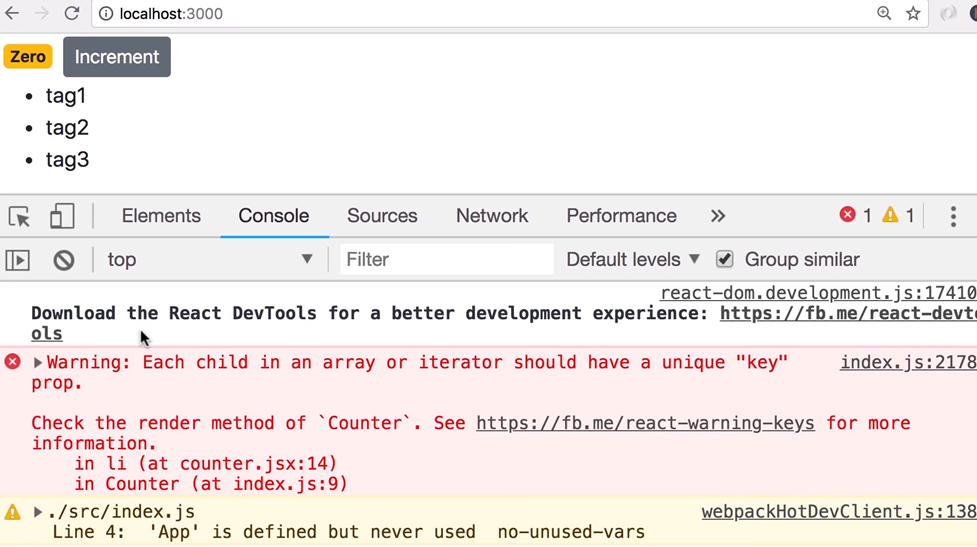 localhost:3000
Zero Increment
• tag1
• tag2
• tag3
Elements Console Sources Network Performance » 1 1
top Filter Default levels ▼ Group similar
react-dom.development.js:17410
Download the React DevTools for a better development experience: https://fb.me/react-devto
ols
Warning: Each child in an array or iterator should have a unique "key" index.js:2178
prop.
Check the render method of `Counter`. See https://fb.me/react-warning-keys for more
information.
in li (at counter.jsx:14)
in Counter (at index.js:9)
./src/index.js webpackHotDevClient.js:138
Line 4: 'App' is defined but never used no-unused-vars